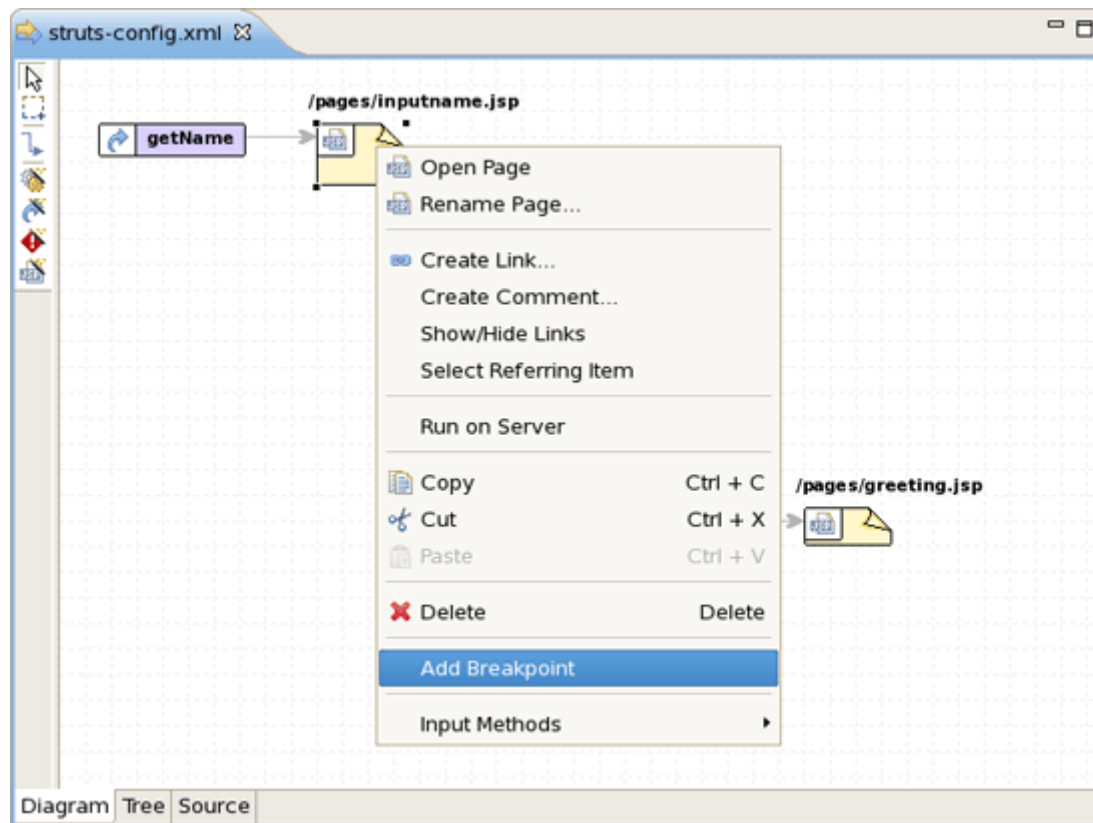 struts-config.xml
/pages/inputname.jsp
getName
Open Page
Rename Page...
Create Link...
Create Comment...
Show/Hide Links
Select Referring Item
Run on Server
Copy Ctrl + C
/pages/greeting.jsp
Cut Ctrl + X
Paste Ctrl + V
Delete Delete
Add Breakpoint
Input Methods
Diagram Tree Source